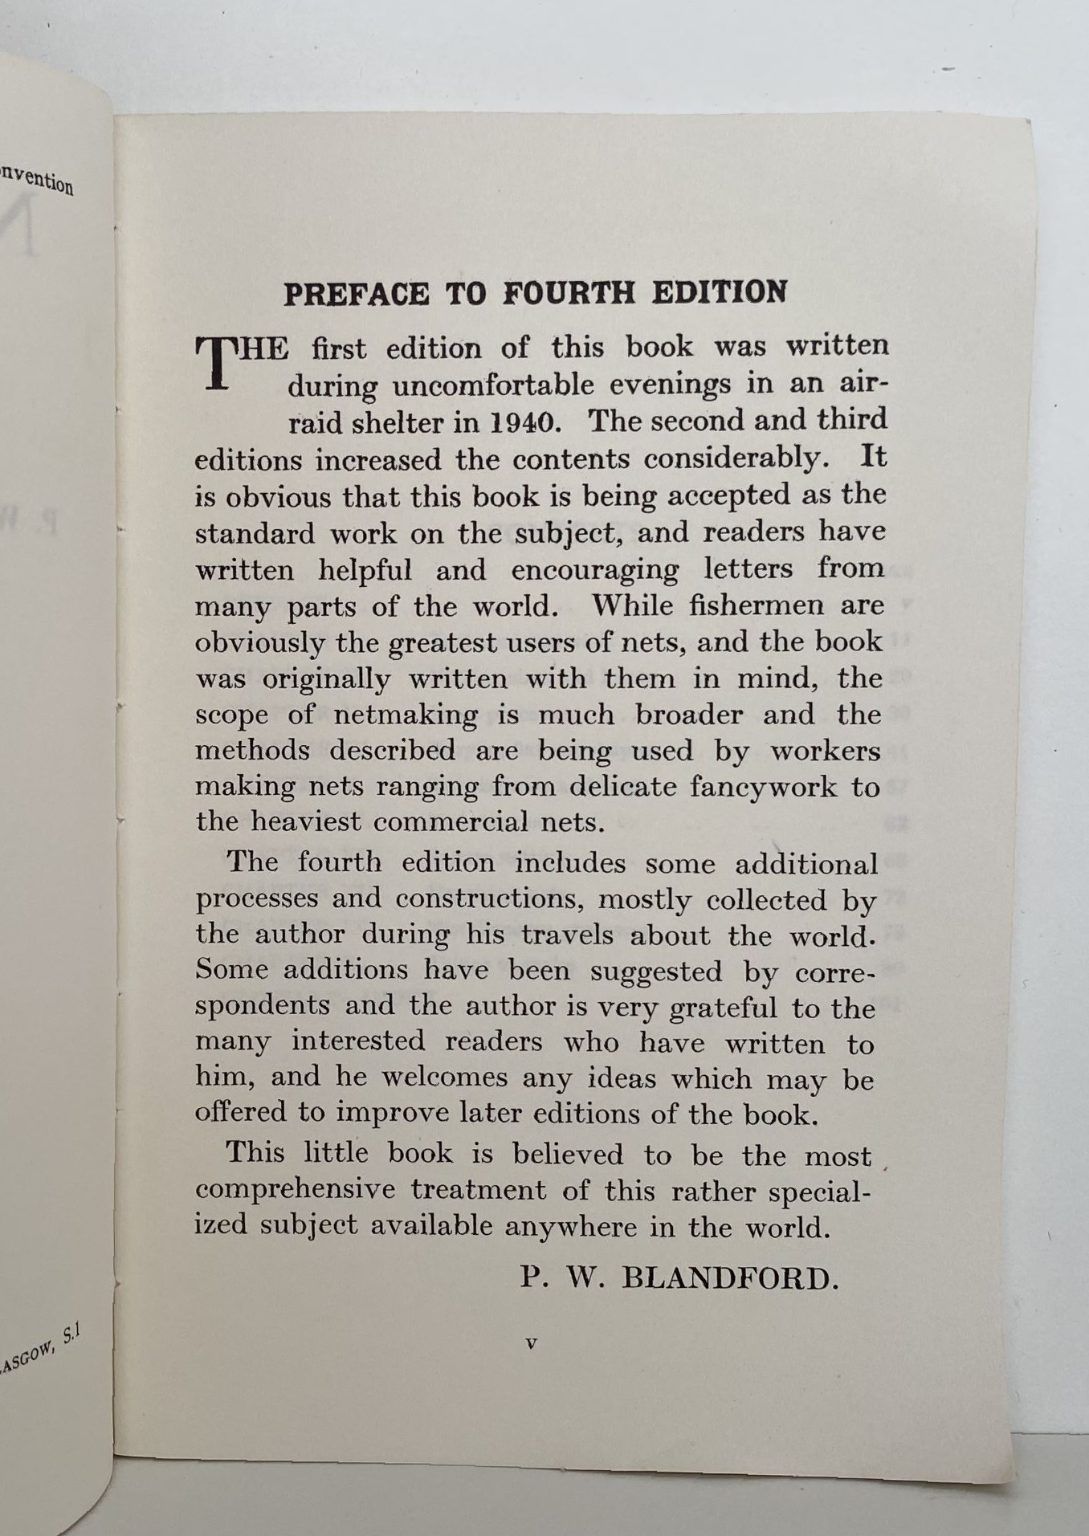 nvention
PREFACE TO FOURTH EDITION
THE first edition of this book was written
during uncomfortable evenings in an air-
raid shelter in 1940. The second and third
editions increased the contents considerably. It
is obvious that this book is being accepted as the
standard work on the subject, and readers have
written helpful and encouraging letters from
many parts of the world. While fishermen are
obviously the greatest users of nets, and the book
was originally written with them in mind, the
scope of netmaking is much broader and the
methods described are being used by workers
making nets ranging from delicate fancywork to
the heaviest commercial nets.
The fourth edition includes some additional
processes and constructions, mostly collected by
the author during his travels about the world.
Some additions have been suggested by corre-
spondents and the author is very grateful to the
many interested readers who have written to
him, and he welcomes any ideas which may be
offered to improve later editions of the book.
This little book is believed to be the most
comprehensive treatment of this rather special-
ized subject available anywhere in the world.
P. W. BLANDFORD.
v
ASGOW, S.1